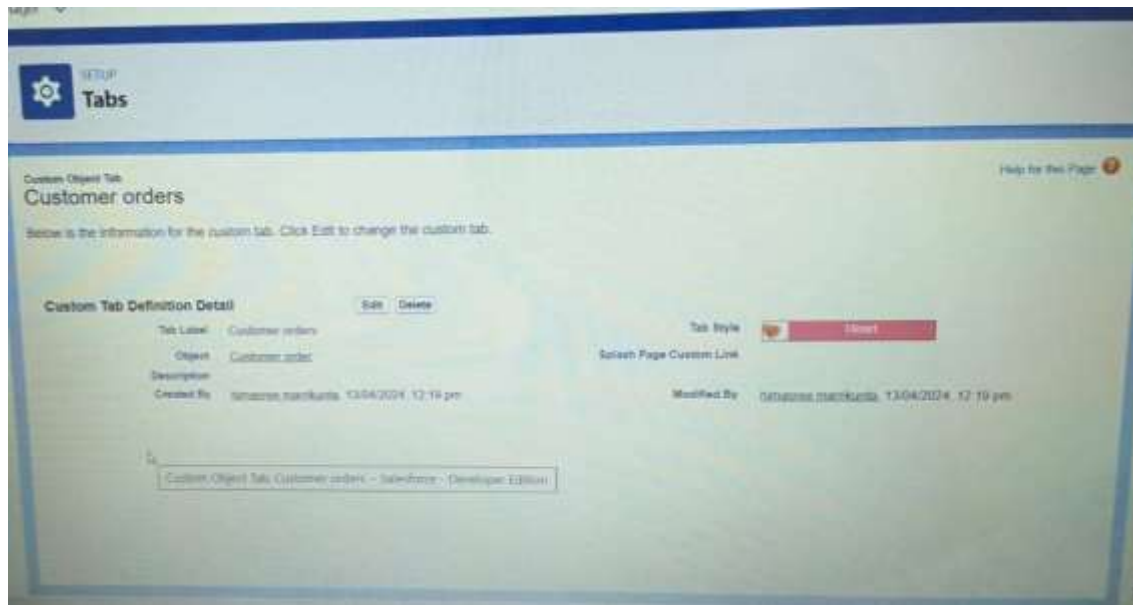 SETUP
Tabs
Help for this Page
Custom Object Tab
Customer orders
Below is the information for the custom tab. Click Edit to change the custom tab.
Custom Tab Definition Detail Edit Delete
Tab Label Customer orders Tab Style Heart
Object Customer order Splash Page Custom Link
Description
Created By 13/04/2024, 12:19 pm Modified By 13/04/2024, 12:19 pm
Custom Object Tab: Customer orders ~ Salesforce - Developer Edition